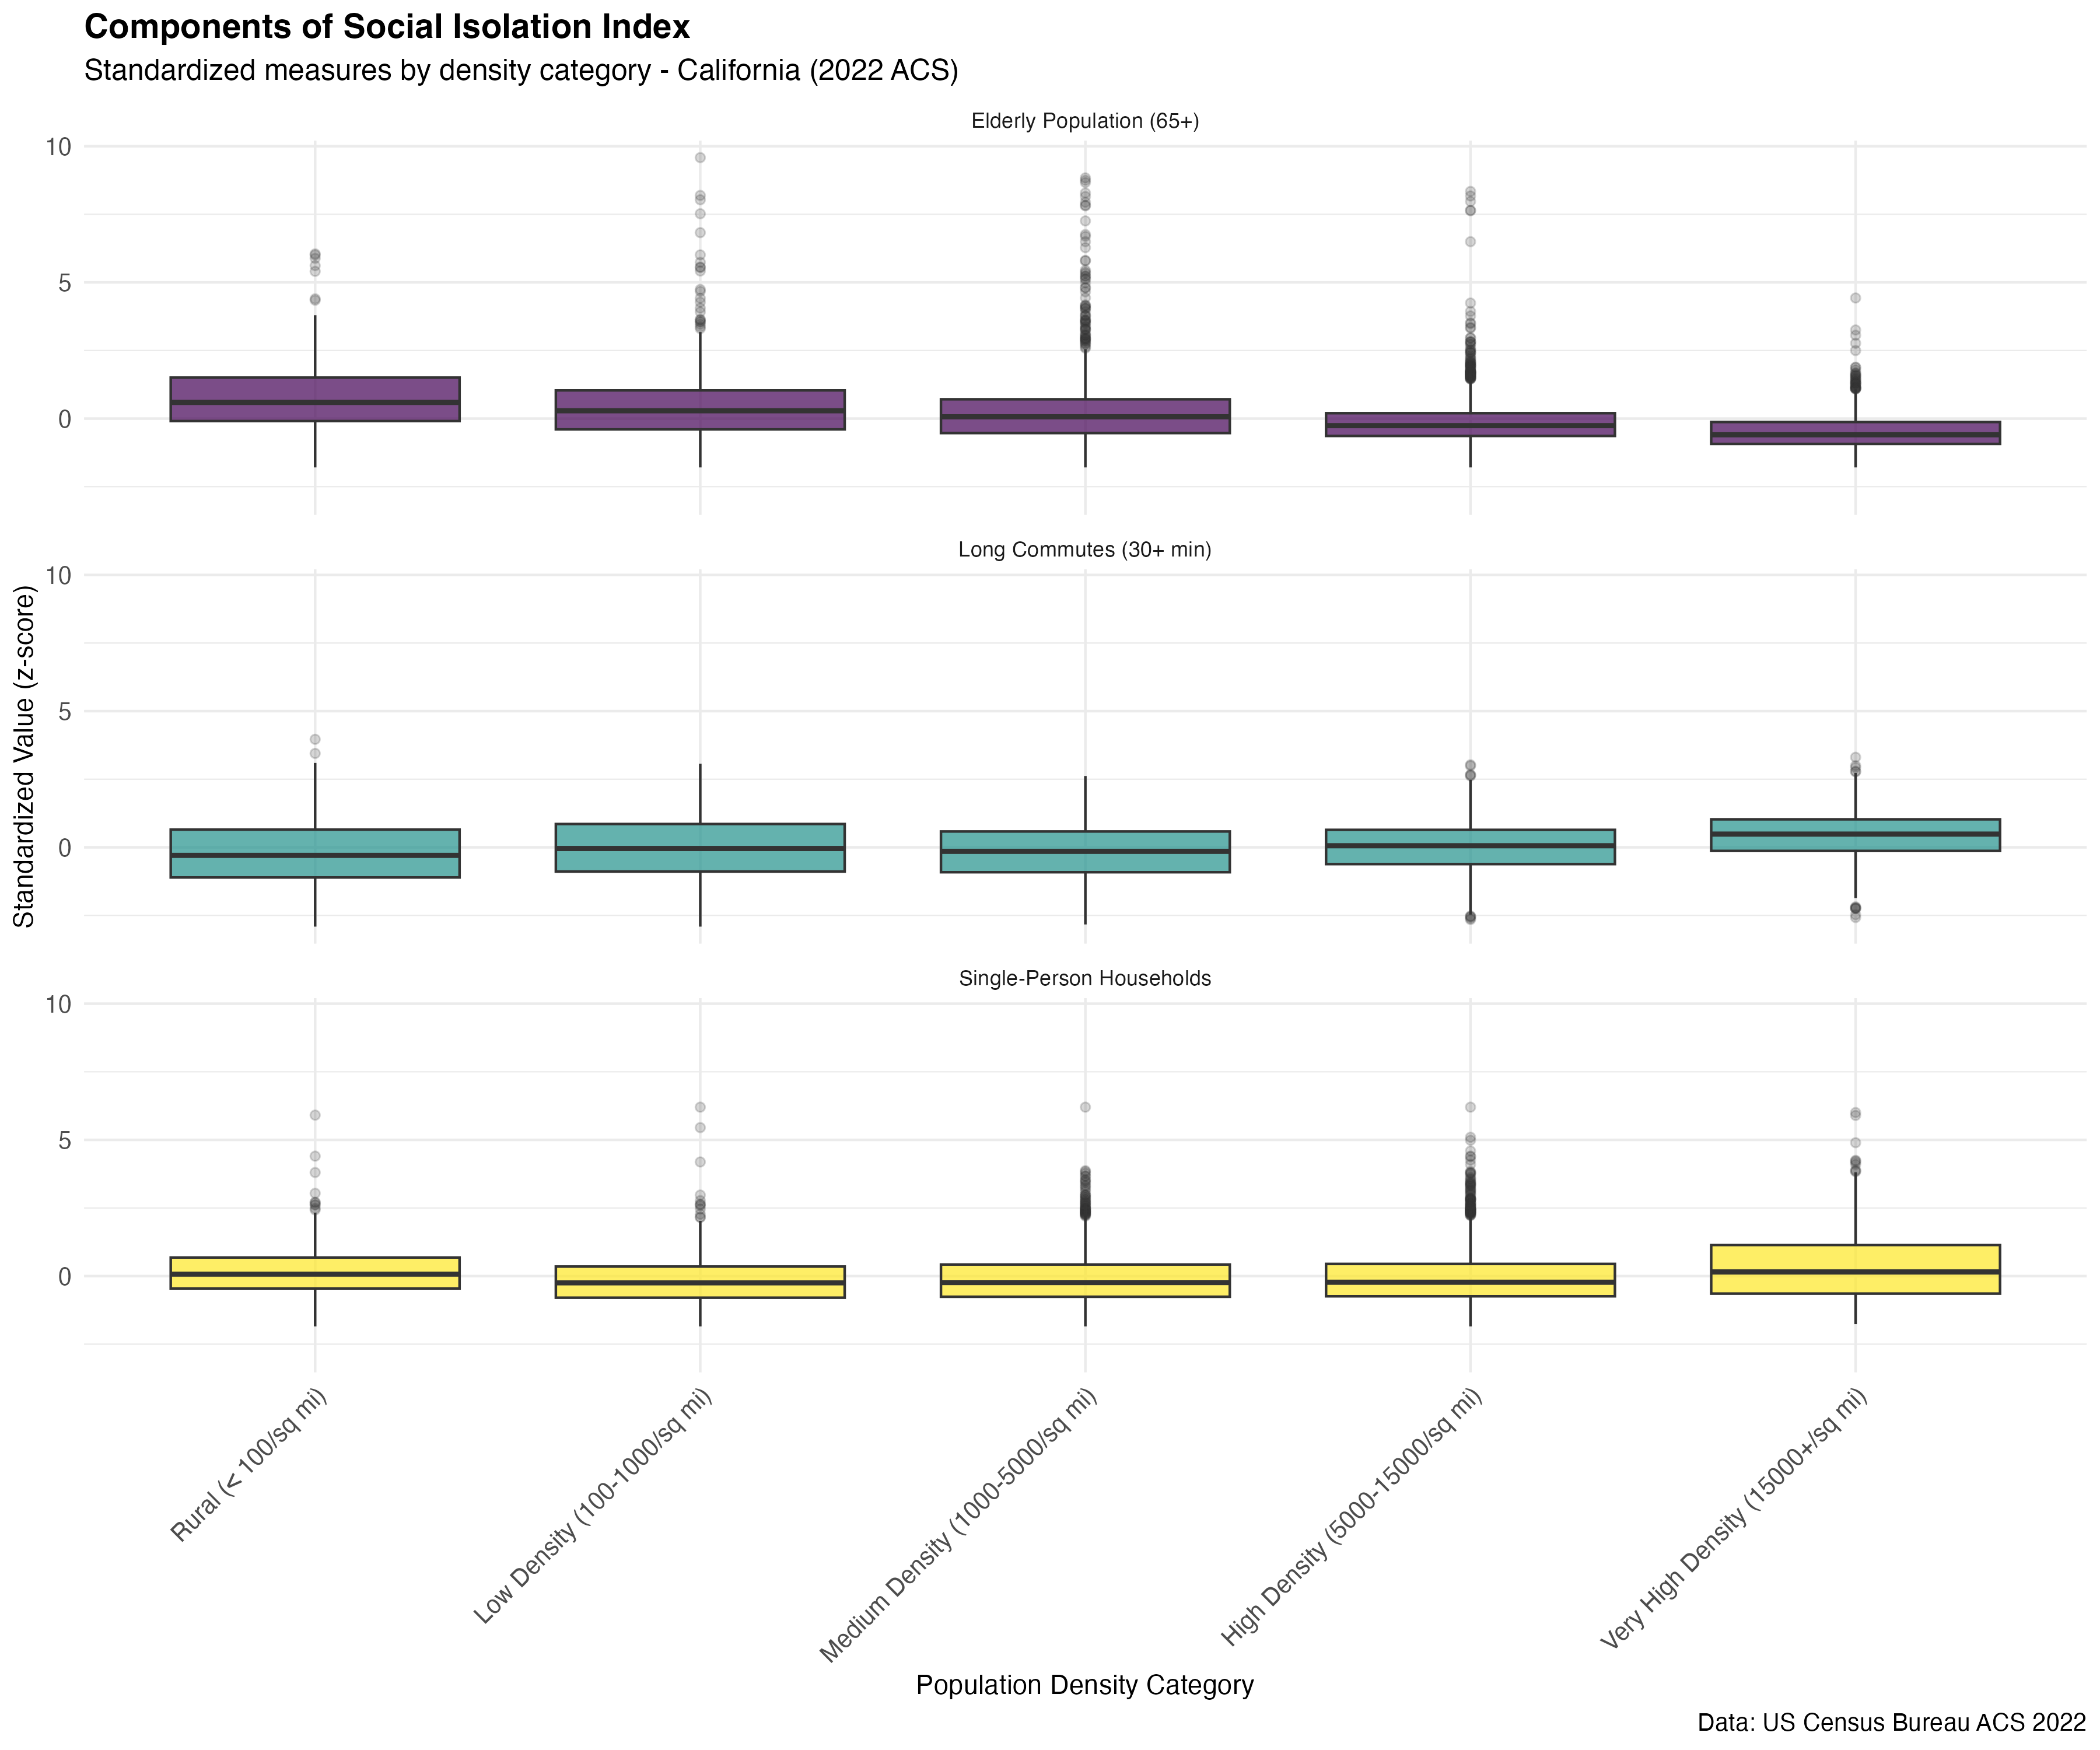 Components of Social Isolation Index
Standardized measures by density category - California (2022 ACS)
Elderly Population (65+)
10
5
0
Long Commutes (30+ min)
10
5
0
Single-Person Households
10
5
0
Standardized Value (z-score)
Rural (< 100/sq mi)
Low Density (100-1000/sq mi)
Medium Density (1000-5000/sq mi)
High Density (5000-15000/sq mi)
Very High Density (15000+/sq mi)
Population Density Category
Data: US Census Bureau ACS 2022